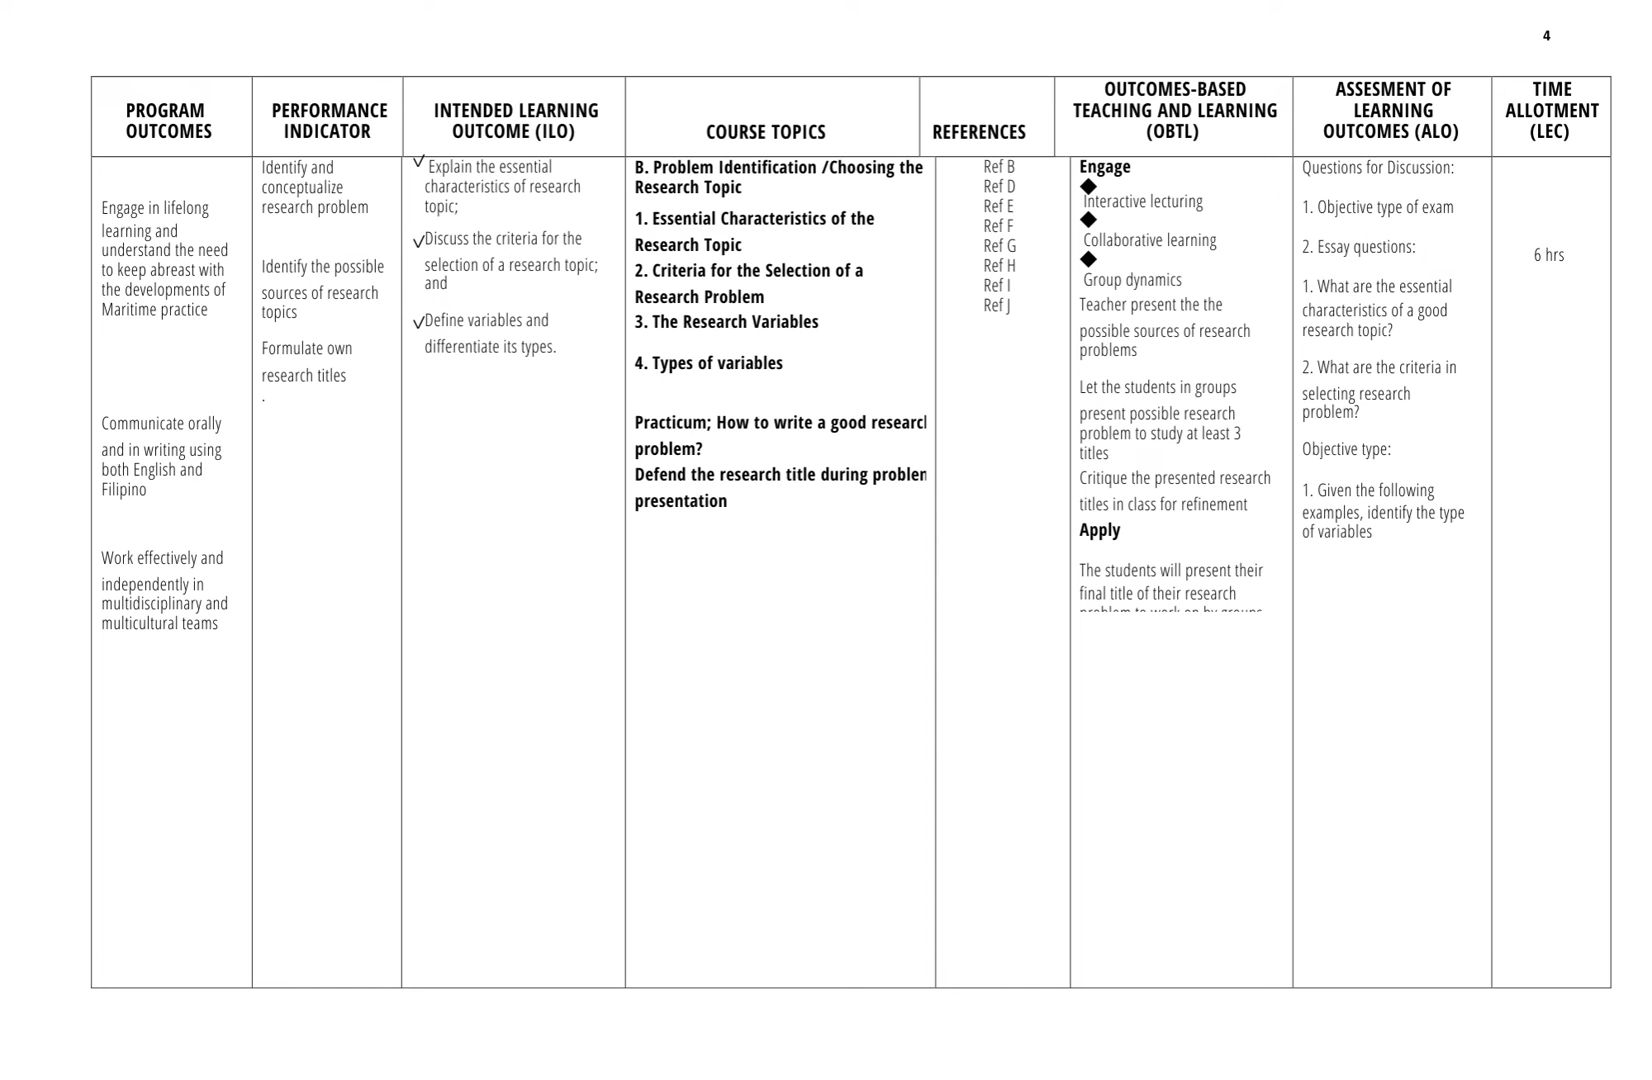 4
PROGRAM
OUTCOMES
PERFORMANCE
INDICATOR
INTENDED LEARNING
OUTCOME (ILO)
COURSE TOPICS
REFERENCES
OUTCOMES-BASED
TEACHING AND LEARNING
(OBTL)
ASSESMENT OF
LEARNING
OUTCOMES (ALO)
TIME
ALLOTMENT
(LEC)
Engage in lifelong
learning and
understand the need
to keep abreast with
the developments of
Maritime practice
Communicate orally
and in writing using
both English and
Filipino
Work effectively and
independently in
multidisciplinary and
multicultural teams
Identify and
conceptualize
research problem
Identify the possible
sources of research
topics
Formulate own
research titles
.
Explain the essential
characteristics of research
topic;
Discuss the criteria for the
selection of a research topic;
and
Define variables and
differentiate its types.
B. Problem Identification /Choosing the
Research Topic
1. Essential Characteristics of the
Research Topic
2. Criteria for the Selection of a
Research Problem
3. The Research Variables
4. Types of variables
Practicum; How to write a good research
problem?
Defend the research title during problem
presentation
Ref B
Ref D
Ref E
Ref F
Ref G
Ref H
Ref I
Ref J
Engage
Interactive lecturing
Collaborative learning
Group dynamics
Teacher present the the
possible sources of research
problems
Let the students in groups
present possible research
problem to study at least 3
titles
Critique the presented research
titles in class for refinement
Apply
The students will present their
final title of their research
problem to work on by groups
Questions for Discussion:
1. Objective type of exam
2. Essay questions:
1. What are the essential
characteristics of a good
research topic?
2. What are the criteria in
selecting research
problem?
Objective type:
1. Given the following
examples, identify the type
of variables
6 hrs